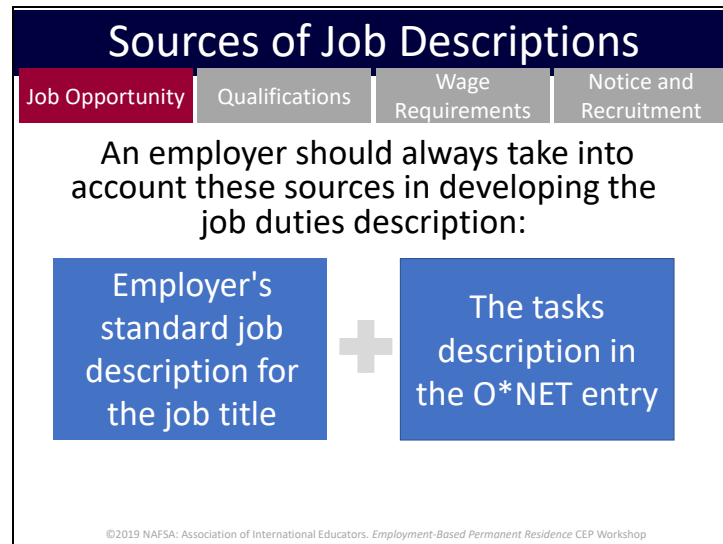 Sources of Job Descriptions
Job Opportunity
Qualifications
Wage
Requirements
Notice and
Recruitment
An employer should always take into
account these sources in developing the
job duties description:
Employer's
standard job
description for
the job title
The tasks
description in
the O*NET entry
©2019 NAFSA: Association of International Educators. Employment-Based Permanent Residence CEP Workshop